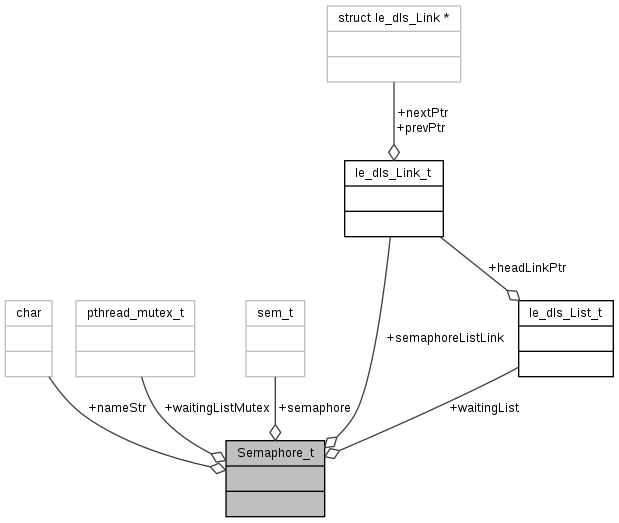 struct le_dls_Link *
+nextPtr
+prevPtr
le_dls_Link_t
+headLinkPtr
char
pthread_mutex_t
sem_t
le_dls_List_t
+semaphoreListLink
+nameStr
+waitingListMutex
+semaphore
+waitingList
Semaphore_t